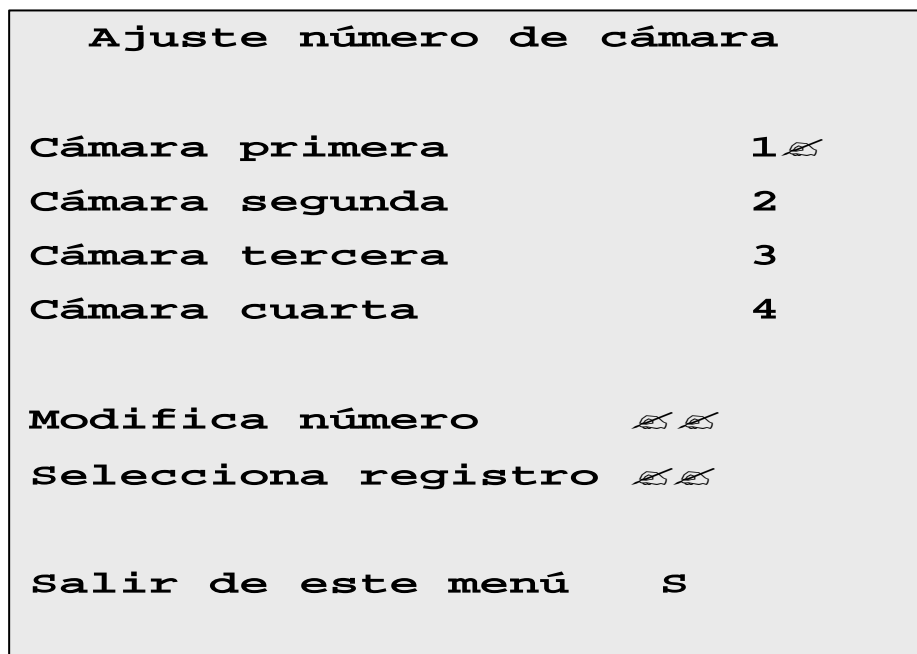 Ajuste número de cámara
Cámara primera 1✍
Cámara segunda 2
Cámara tercera 3
Cámara cuarta 4
Modifica número ✍✍
Selecciona registro ✍✍
Salir de este menú S